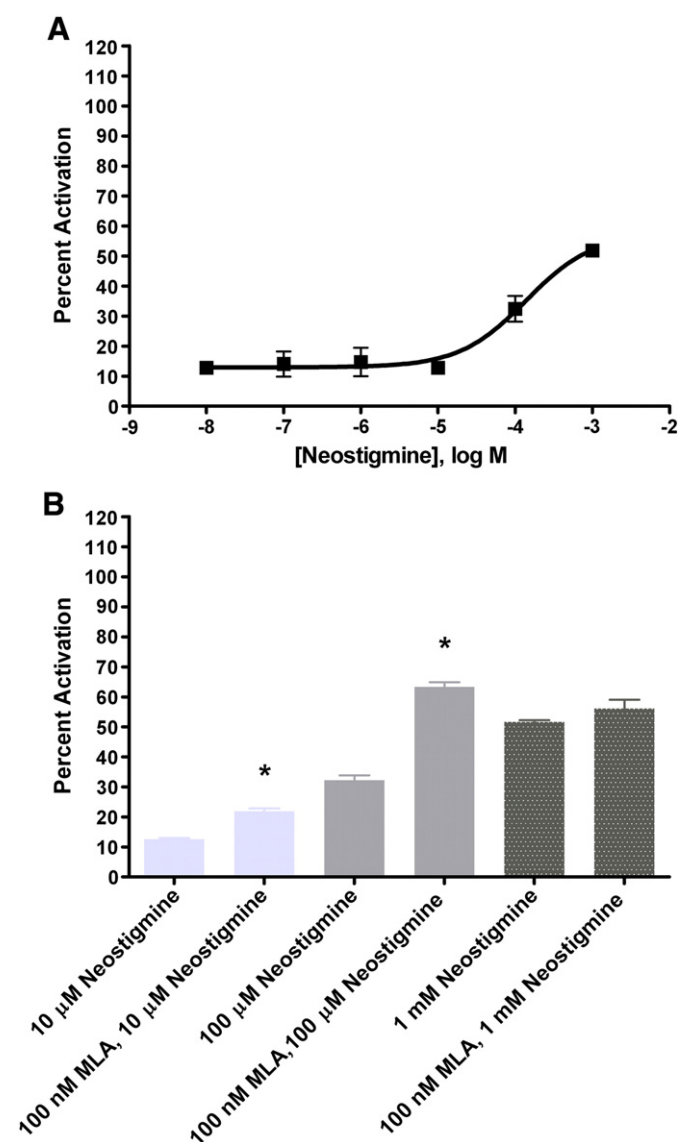 A
120
110
100
90
80
70
60
50
40
30
20
10
0
Percent Activation
-9 -8 -7 -6 -5 -4 -3 -2
[Neostigmine], log M
B
120
110
100
90
80
70
60
50
40
30
20
10
0
Percent Activation
*
*
10 μM Neostigmine
100 nM MLA, 10 μM Neostigmine
100 μM Neostigmine
100 nM MLA,100 μM Neostigmine
1 mM Neostigmine
100 nM MLA, 1 mM Neostigmine